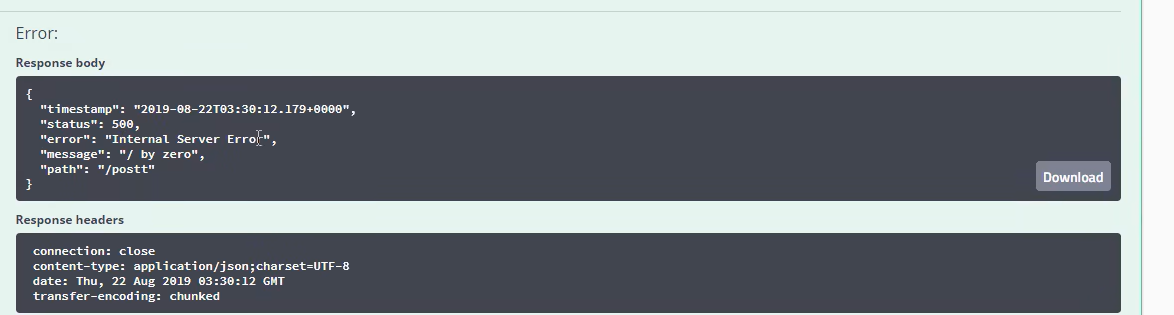 Error:
Response body
{
"timestamp": "2019-08-22T03:30:12.179+0000",
"status": 500,
"error": "Internal Server Error",
"message": "/ by zero",
"path": "/postt"
}
Download
Response headers
connection: close
content-type: application/json;charset=UTF-8
date: Thu, 22 Aug 2019 03:30:12 GMT
transfer-encoding: chunked